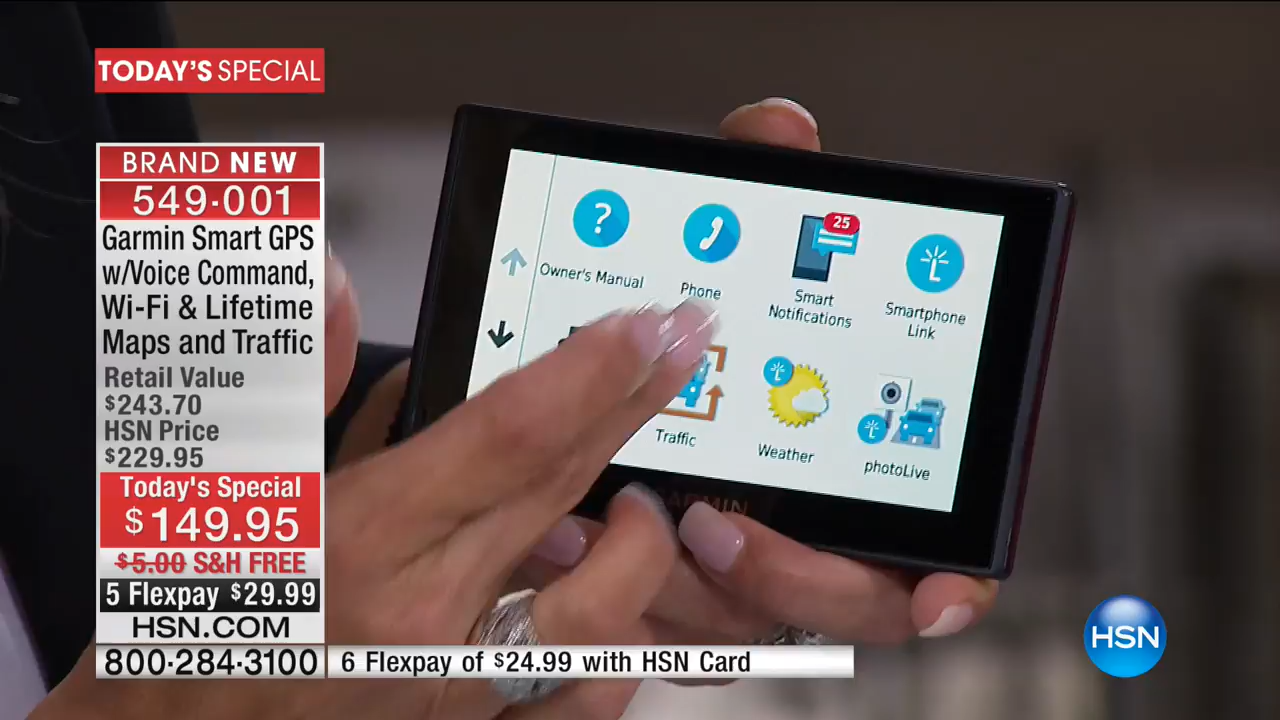 TODAY'S SPECIAL
BRAND NEW
549-001
Garmin Smart GPS
w/Voice Command,
Wi-Fi & Lifetime
Maps and Traffic
Retail Value
$243.70
HSN Price
$229.95
Today's Special
$149.95
$5.00 S&H FREE
5 Flexpay $29.99
HSN.COM
800-284-3100
6 Flexpay of $24.99 with HSN Card
25
Owner's Manual
Phone
Smart
Notifications
Smartphone
Link
Traffic
Weather
photoLive
GARMIN
HSN